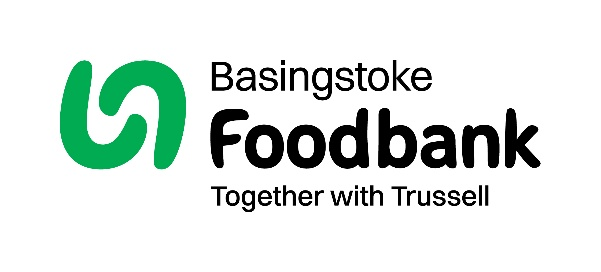 Basingstoke
Foodbank
Together with Trussell